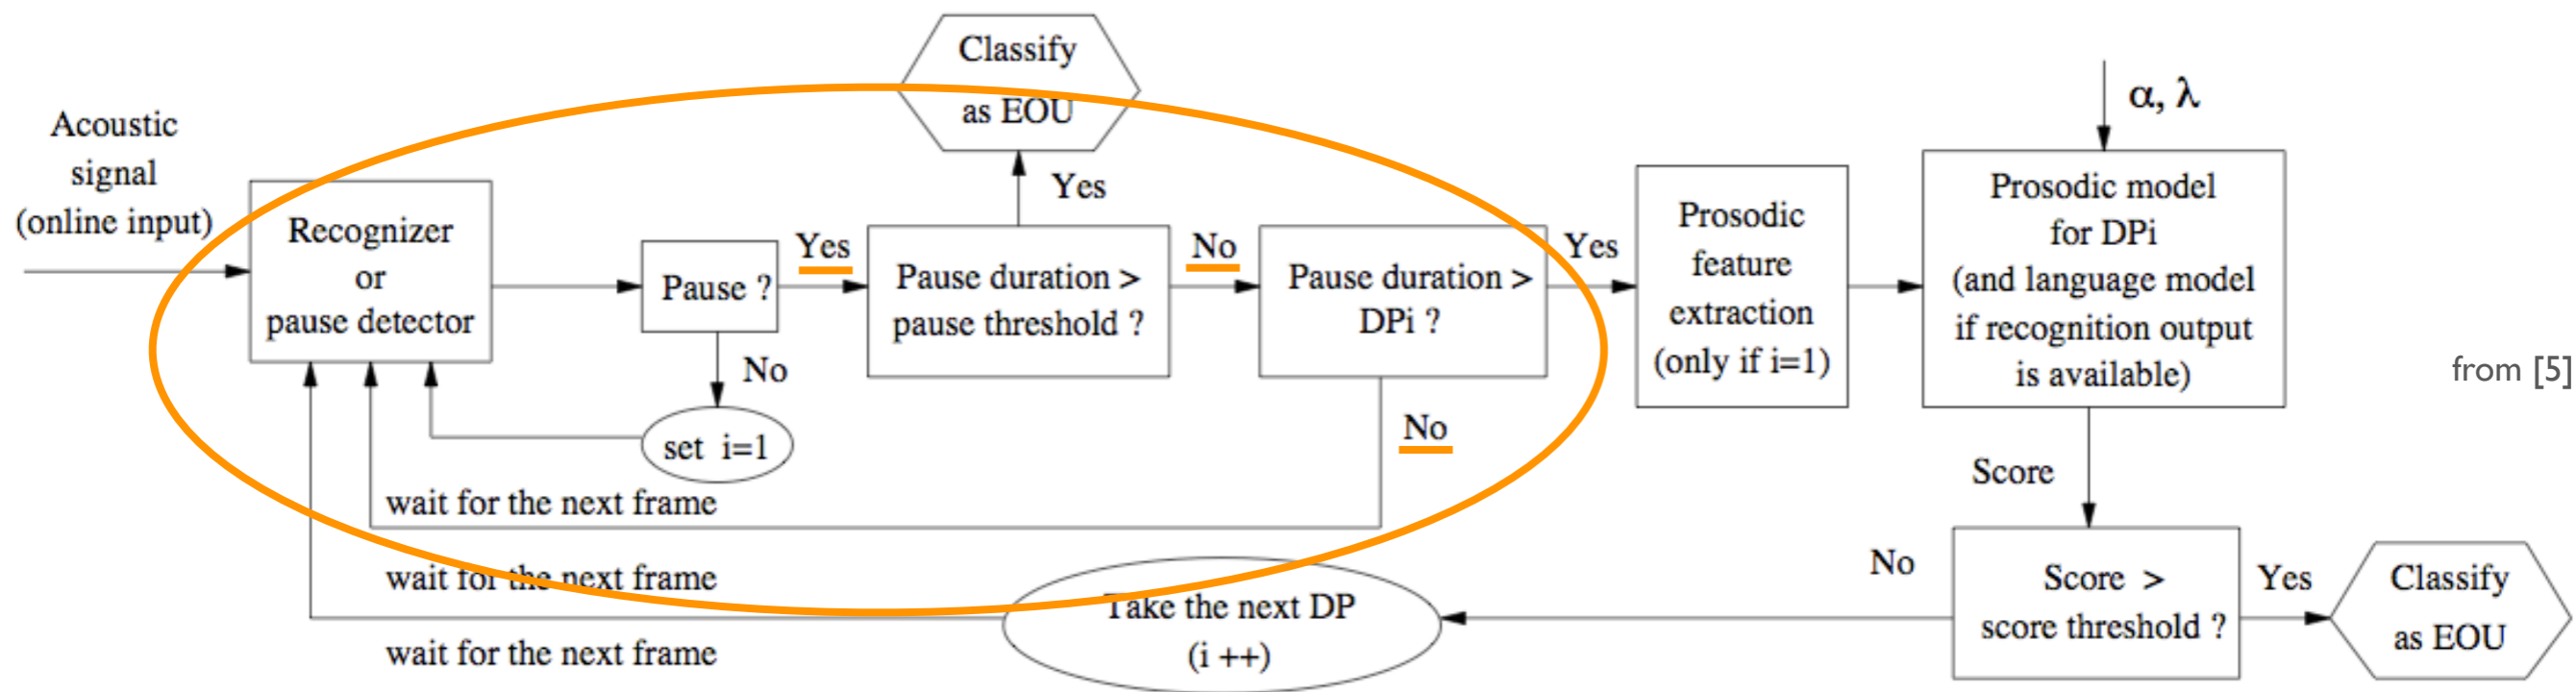 Acoustic
signal
(online input)
Recognizer
or
pause detector
Pause ?
Yes
No
set i=1
Pause duration >
pause threshold ?
Yes
Classify
as EOU
No
Pause duration >
DPi ?
Yes
No
Prosodic
feature
extraction
(only if i=1)
α, λ
Prosodic model
for DPi
(and language model
if recognition output
is available)
from [5]
Score
Score >
score threshold ?
Yes
Classify
as EOU
No
Take the next DP
(i ++)
wait for the next frame
wait for the next frame
wait for the next frame